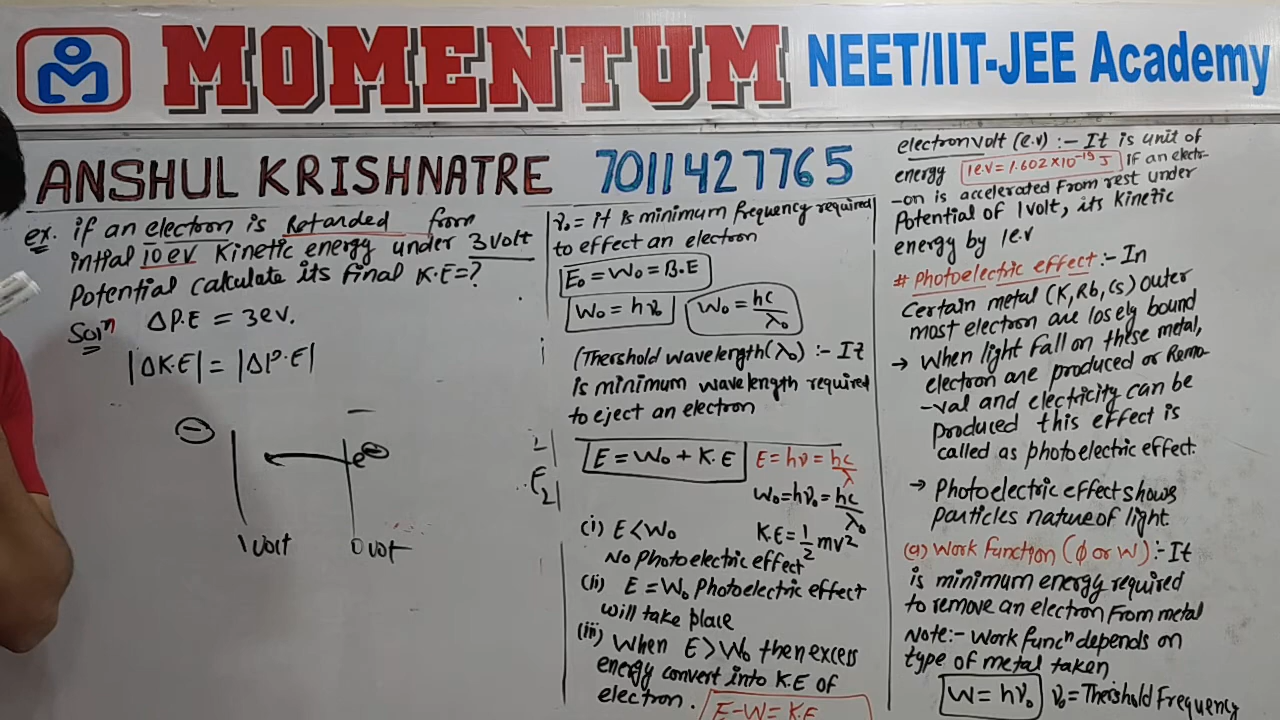 MOMENTUM NEET/IIT-JEE Academy
ANSHUL KRISHNATRE 7011427765
ex. if an electron is Retarded from
intial 10 ev Kinetic energy under 3 volt
Potential calculate its final K.E=?
Solⁿ ΔP.E = 3ev.
|ΔK.E| = |ΔP.E|
e
1 volt 0 volt
ν₀ = it is minimum frequency required
to effect an electron
E₀ = W₀ = B.E
W₀ = hν₀ W₀ = hc/λ₀
(Thershold wavelength(λ₀) :- It
is minimum wavelength required
to eject an electron
E = W₀ + K.E E = hν = hc/λ
W₀ = hν₀ = hc/λ₀
(i) E < W₀ K.E = 1/2 mv²
No Photoelectric effect
(ii) E = W₀ Photoelectric effect
will take place
(iii) When E > W₀ then excess
energy convert into K.E of
electron. E-W = K.E
electronvolt (e.v) :- It is unit of
energy 1e.v = 1.602×10⁻¹⁹ J If an electr-
-on is accelerated from rest under
Potential of 1 volt, its kinetic
energy by 1e.v
# Photoelectric effect :- In
certain metal (K, Rb, Cs) outer
most electron are losely bound
→ When light fall on these metal,
electron are produced or Remo-
-val and electricity can be
produced this effect is
called as photoelectric effect.
→ Photoelectric effect shows
particles nature of light.
(a) Work function (ϕ or W) :- It
is minimum energy required
to remove an electron from metal
Note:- Work funcⁿ depends on
type of metal taken
W = hν₀ ν₀ = Thershold Frequency